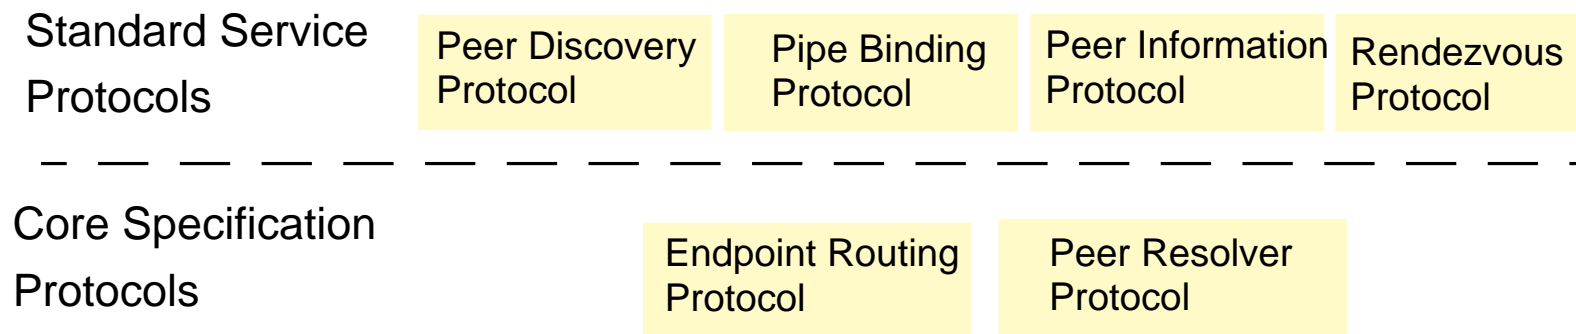 Standard Service
Protocols
Peer Discovery
Protocol
Pipe Binding
Protocol
Peer Information
Protocol
Rendezvous
Protocol
Core Specification
Protocols
Endpoint Routing
Protocol
Peer Resolver
Protocol